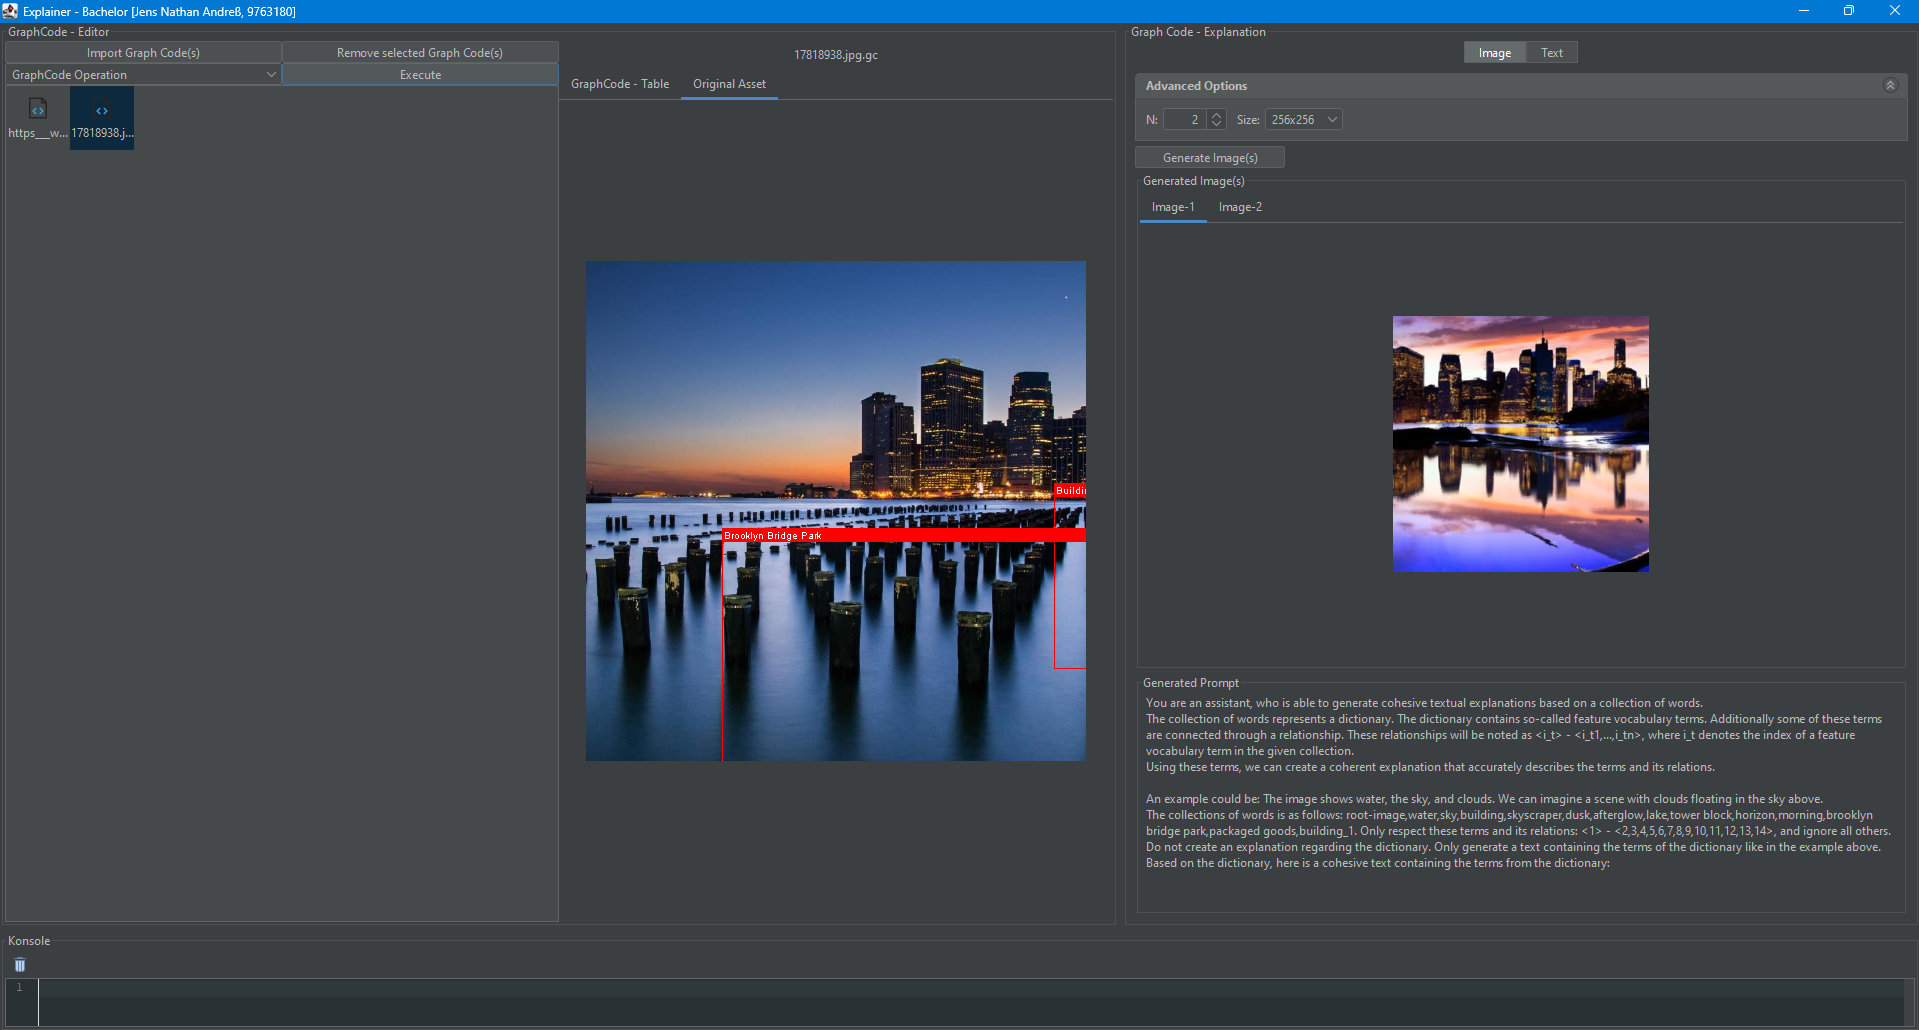 Explainer - Bachelor [Jens Nathan Andreß, 9763180]
GraphCode - Editor
Import Graph Code(s)
Remove selected Graph Code(s)
GraphCode Operation
Execute
https__w...
17818938.j...
17818938.jpg.gc
GraphCode - Table
Original Asset
Buildin
Brooklyn Bridge Park
Graph Code - Explanation
Image
Text
Advanced Options
N:
2
Size:
256x256
Generate Image(s)
Generated Image(s)
Image-1
Image-2
Generated Prompt
You are an assistant, who is able to generate cohesive textual explanations based on a collection of words.
The collection of words represents a dictionary. The dictionary contains so-called feature vocabulary terms. Additionally some of these terms
are connected through a relationship. These relationships will be noted as <i_t> - <i_t1,...,i_tn>, where i_t denotes the index of a feature
vocabulary term in the given collection.
Using these terms, we can create a coherent explanation that accurately describes the terms and its relations.
An example could be: The image shows water, the sky, and clouds. We can imagine a scene with clouds floating in the sky above.
The collections of words is as follows: root-image,water,sky,building,skyscraper,dusk,afterglow,lake,tower block,horizon,morning,brooklyn
bridge park,packaged goods,building_1. Only respect these terms and its relations: <1> - <2,3,4,5,6,7,8,9,10,11,12,13,14>, and ignore all others.
Do not create an explanation regarding the dictionary. Only generate a text containing the terms of the dictionary like in the example above.
Based on the dictionary, here is a cohesive text containing the terms from the dictionary:
Konsole
1